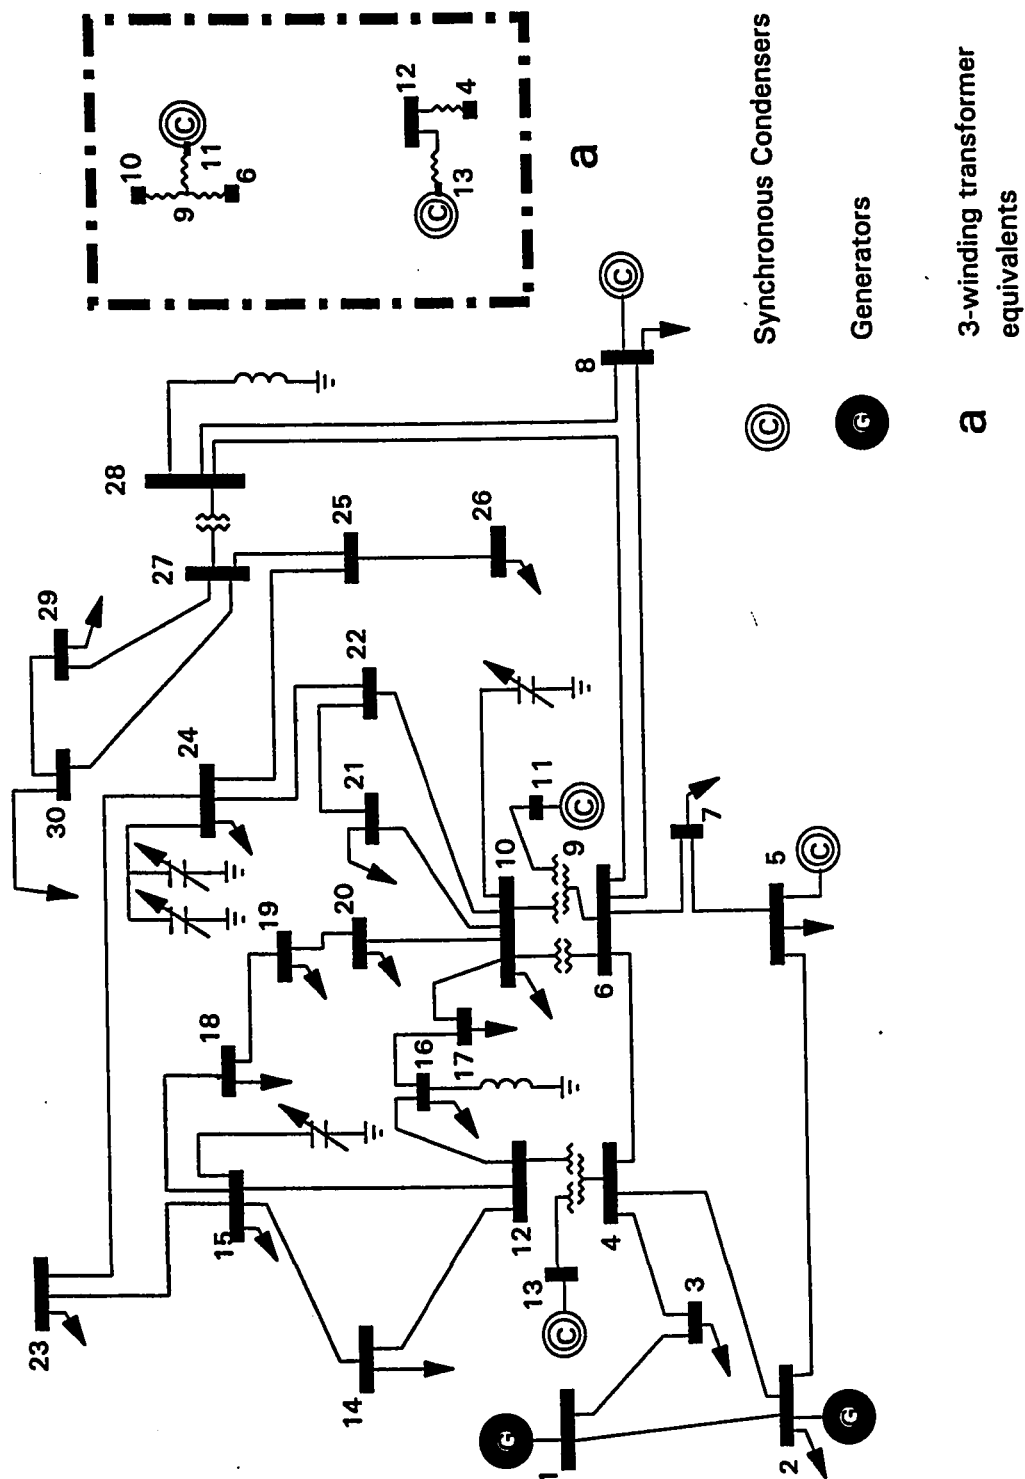 23
29
30
28
10
27
9
C
24
18
11
15
6
19
25
20
14
21
22
12
16
C
17
13
4
26
G
10
12
13
11
1
C
9
C
a
8
6
4
C
3
7
5
2
C
G
C Synchronous Condensers
G Generators
a 3-winding transformer
equivalents